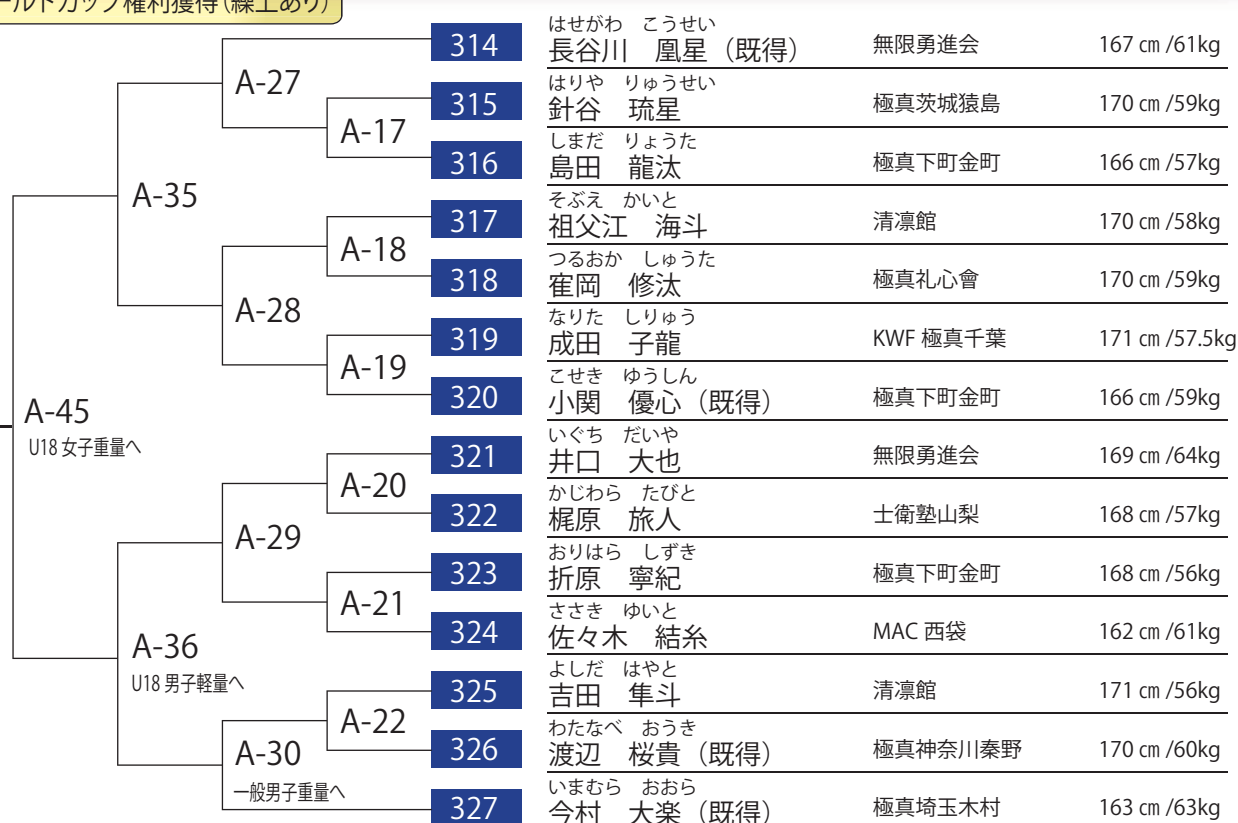 ールドカップ権利獲得(繰上あり)
A-27
A-17
A-35
A-18
A-28
A-19
A-45
U18 女子重量へ
A-20
A-29
A-21
A-36
U18 男子軽量へ
A-22
A-30
一般男子重量へ
はせがわ こうせい
314 長谷川 凰星（既得） 無限勇進会 167 cm /61kg
はりや りゅうせい
315 針谷 琉星 極真茨城猿島 170 cm /59kg
しまだ りょうた
316 島田 龍汰 極真下町金町 166 cm /57kg
そぶえ かいと
317 祖父江 海斗 清凛館 170 cm /58kg
つるおか しゅうた
318 寉岡 修汰 極真礼心會 170 cm /59kg
なりた しりゅう
319 成田 子龍 KWF 極真千葉 171 cm /57.5kg
こせき ゆうしん
320 小関 優心（既得） 極真下町金町 166 cm /59kg
いぐち だいや
321 井口 大也 無限勇進会 169 cm /64kg
かじわら たびと
322 梶原 旅人 士衛塾山梨 168 cm /57kg
おりはら しずき
323 折原 寧紀 極真下町金町 168 cm /56kg
ささき ゆいと
324 佐々木 結糸 MAC 西袋 162 cm /61kg
よしだ はやと
325 吉田 隼斗 清凛館 171 cm /56kg
わたなべ おうき
326 渡辺 桜貴（既得） 極真神奈川秦野 170 cm /60kg
いまむら おおら
327 今村 大楽（既得） 極真埼玉木村 163 cm /63kg